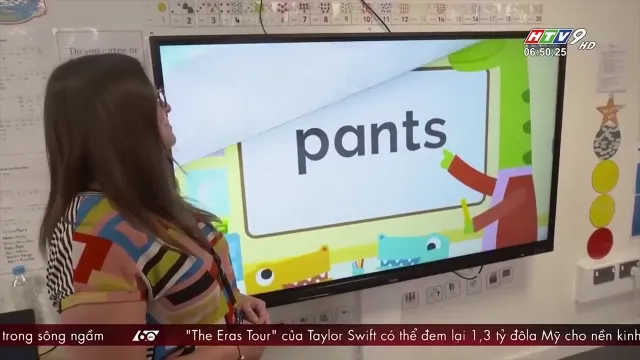 HTV9 HD
06:50:25
pants
trong sông ngầm 60 "The Eras Tour" của Taylor Swift có thể đem lại 1,3 tỷ đôla Mỹ cho nền kinh